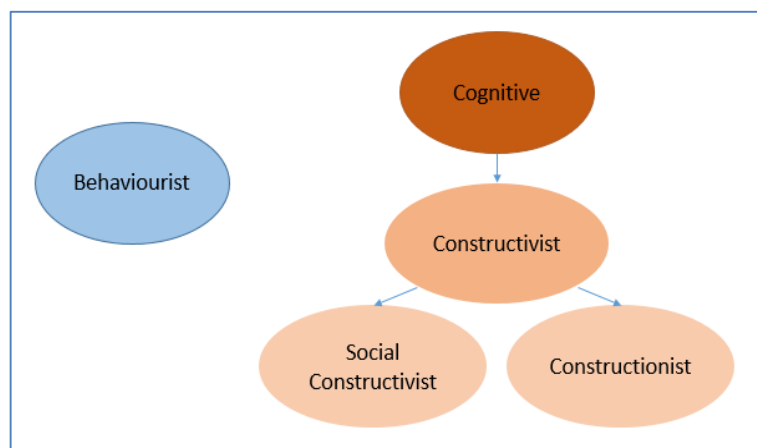 Cognitive
Behaviourist
Constructivist
Social
Constructivist
Constructionist